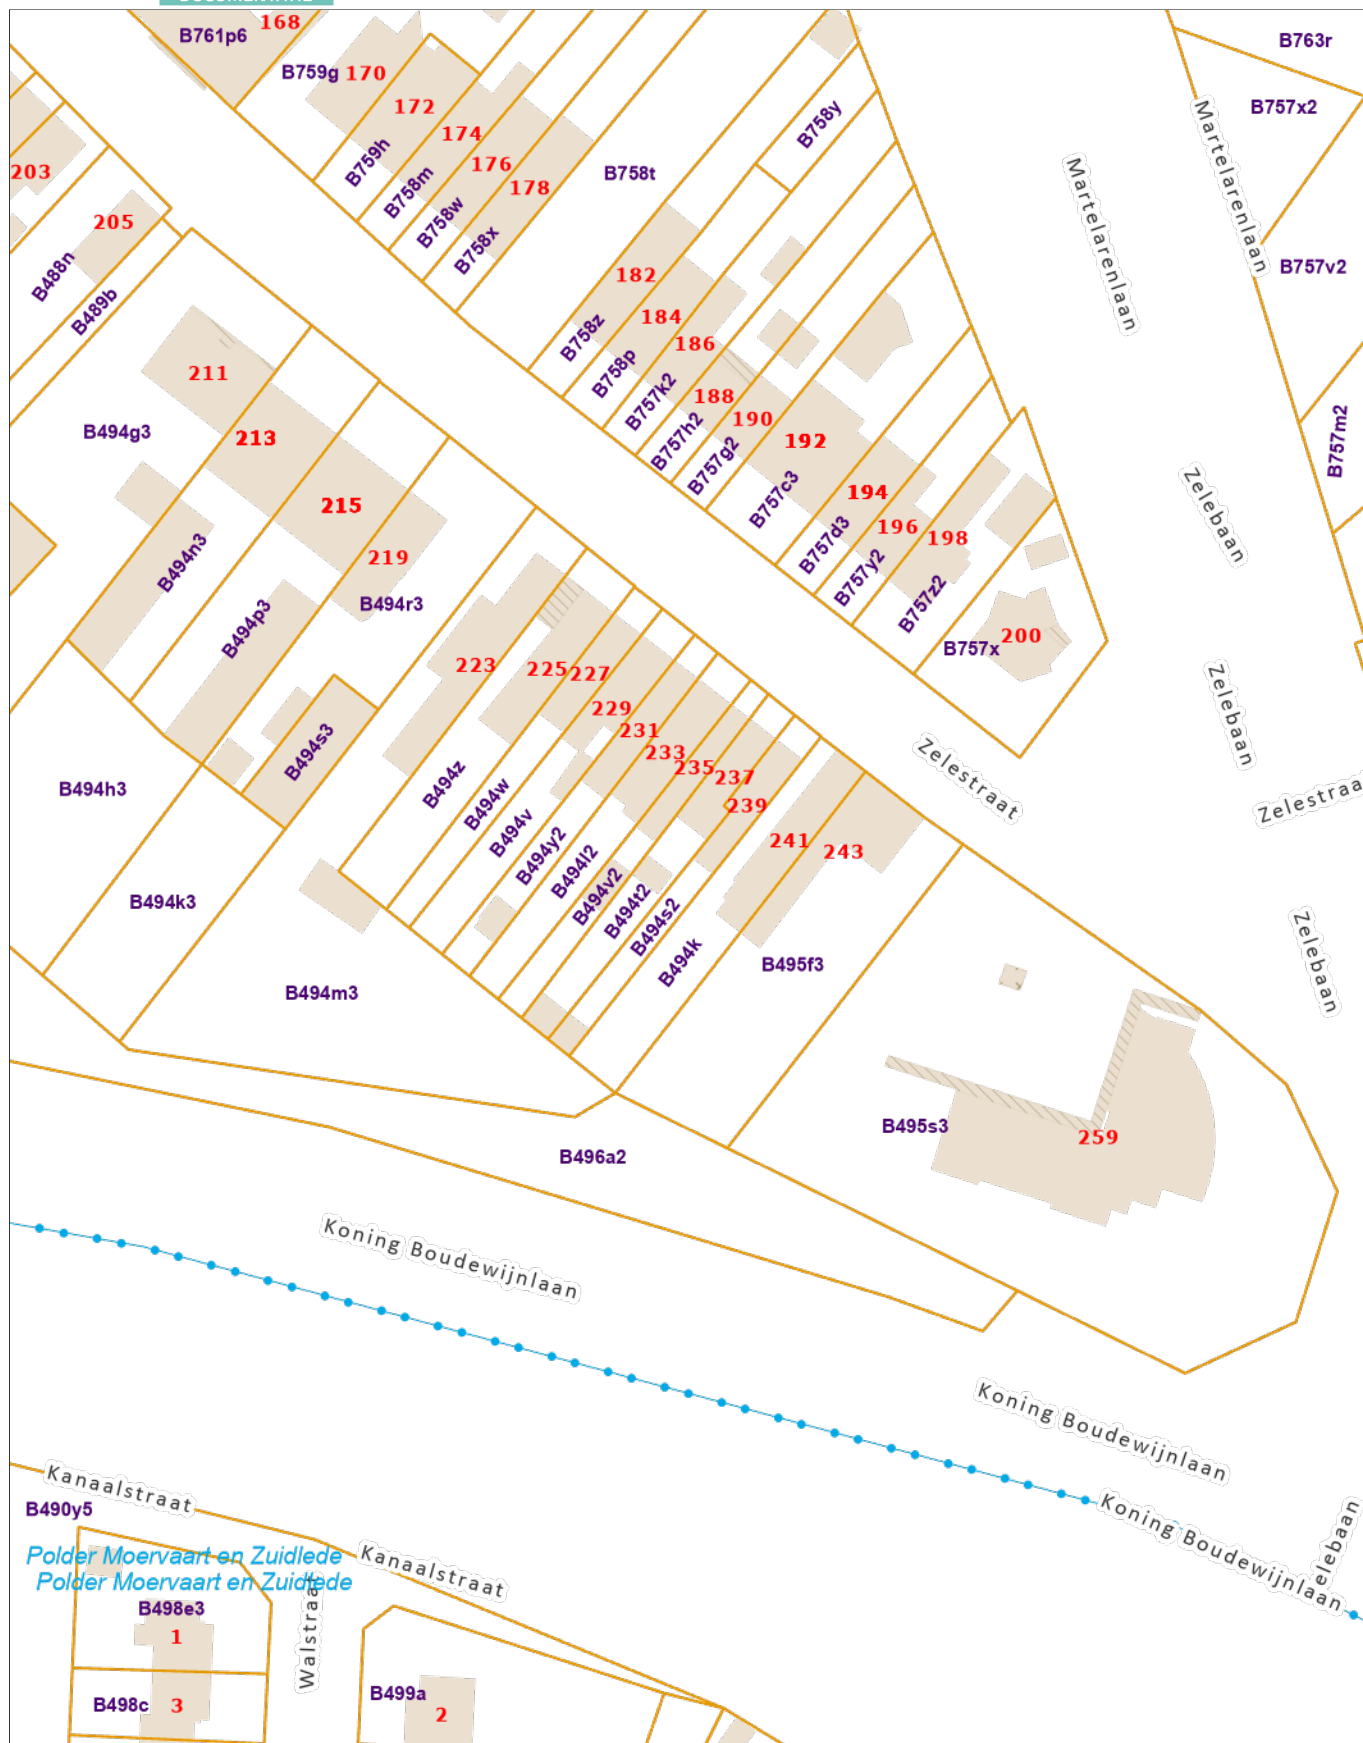 168
B761p6
B763r
B759g
170
B757x2
172
B758y
174
Martelarenlaan
B759h
176
B758t
203
B758m
178
Martelarenlaan
B758w
205
B758x
B488n
B757v2
182
B489b
184
B758z
186
211
B758p
B757k2
188
190
B494g3
213
192
B757h2
B757m2
B757g2
194
B757c3
215
Zelebaan
196
198
B757d3
219
B494n3
B757y2
B494r3
B757z2
B494p3
200
B757x
223
225
227
229
Zelebaan
231
B494s3
233
235
237
Zelestraat
B494z
B494h3
Zelestraa
B494w
239
B494v
241
243
B494y2
B494l2
B494v2
B494k3
B494t2
B494s2
Zelebaan
B494k
B495f3
B494m3
B495s3
259
B496a2
Koning Boudewijnlaan
Koning Boudewijnlaan
Kanaalstraat
B490y5
Koning Boudewijnlaan
elebaan
Polder Moervaart en Zuidlede
Kanaalstraat
Polder Moervaart en Zuidlede
B498e3
Walstraat
1
B499a
B498c
3
2